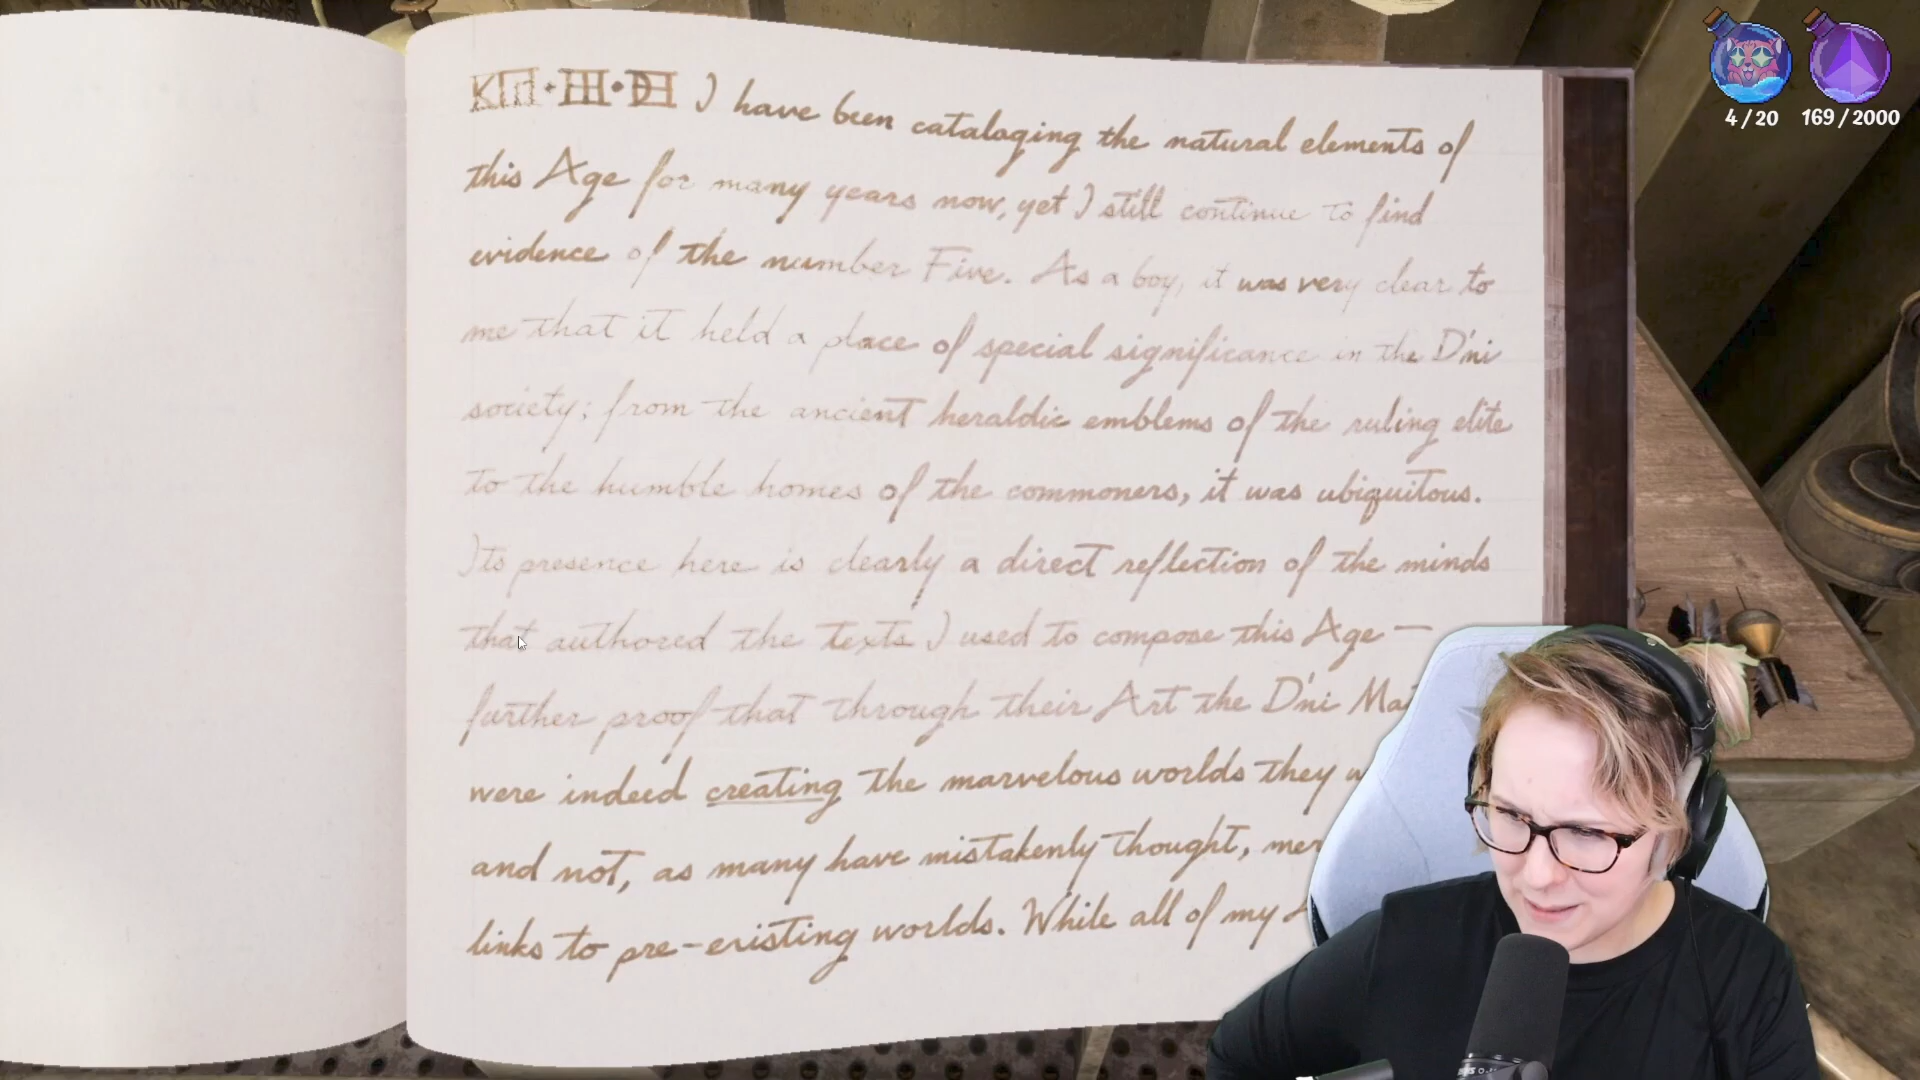 I have been cataloging the natural elements of
this Age for many years now, yet I still continue to find
evidence of the number Five. As a boy, it was very clear to
me that it held a place of special significance in the D'ni
society; from the ancient heraldic emblems of the ruling elite
to the humble homes of the commoners, it was ubiquitous.
Its presence here is clearly a direct reflection of the minds
that authored the texts I used to compose this Age —
further proof that through their Art the D'ni
were indeed creating the marvelous worlds they
and not, as many have mistakenly thought,
links to pre-existing worlds. While all of my
4/20
169/2000